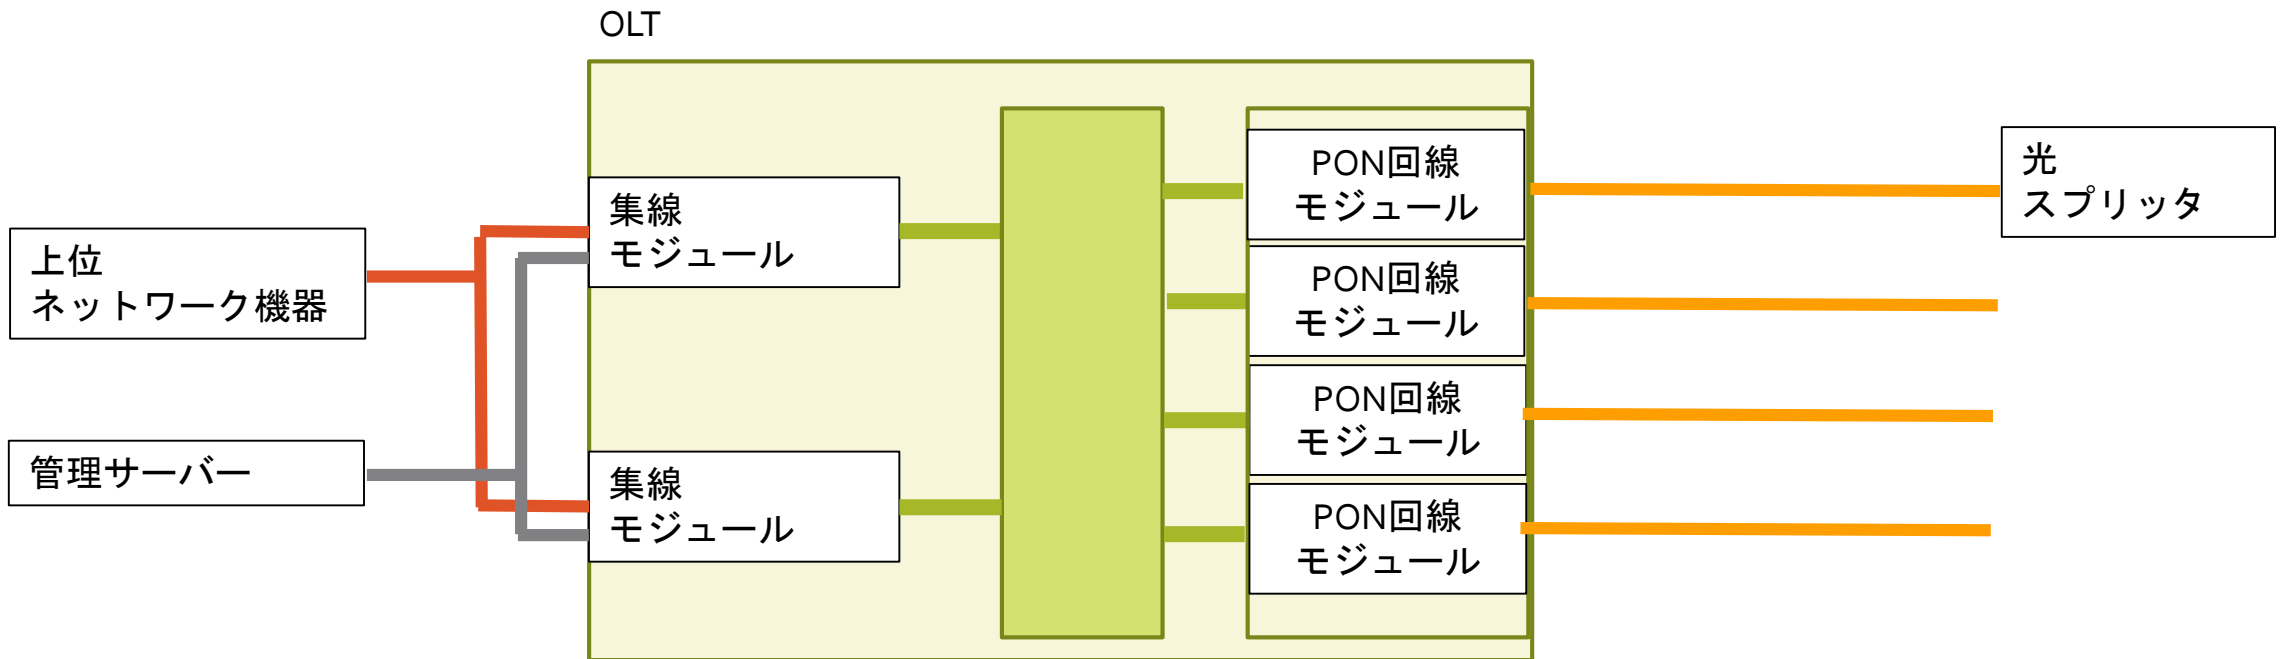 OLT
上位
ネットワーク機器
管理サーバー
集線
モジュール
集線
モジュール
PON回線
モジュール
PON回線
モジュール
PON回線
モジュール
PON回線
モジュール
光
スプリッタ